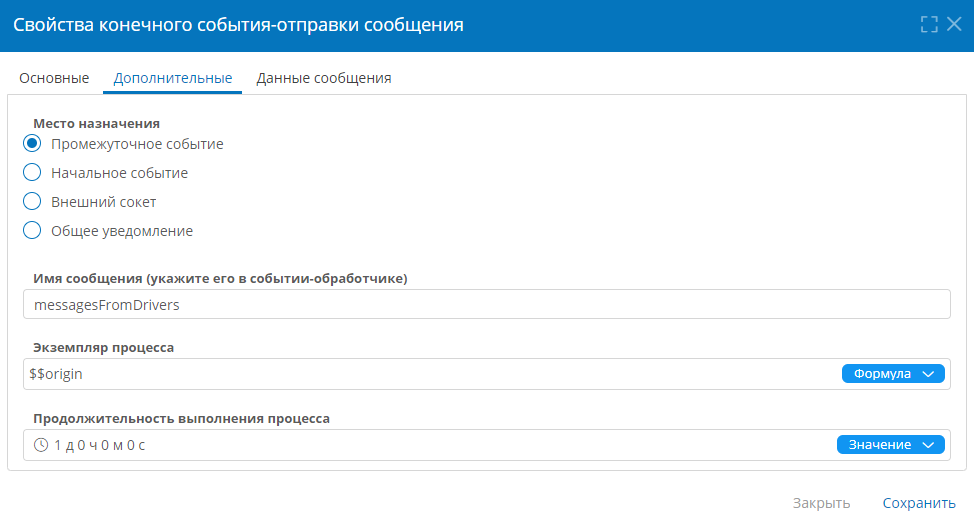 Свойства конечного события-отправки сообщения
Основные Дополнительные Данные сообщения
Место назначения
Промежуточное событие
Начальное событие
Внешний сокет
Общее уведомление
Имя сообщения (укажите его в событии-обработчике)
messagesFromDrivers
Экземпляр процесса
$$origin Формула
Продолжительность выполнения процесса
1 д 0 ч 0 м 0 с Значение
Закрыть Сохранить